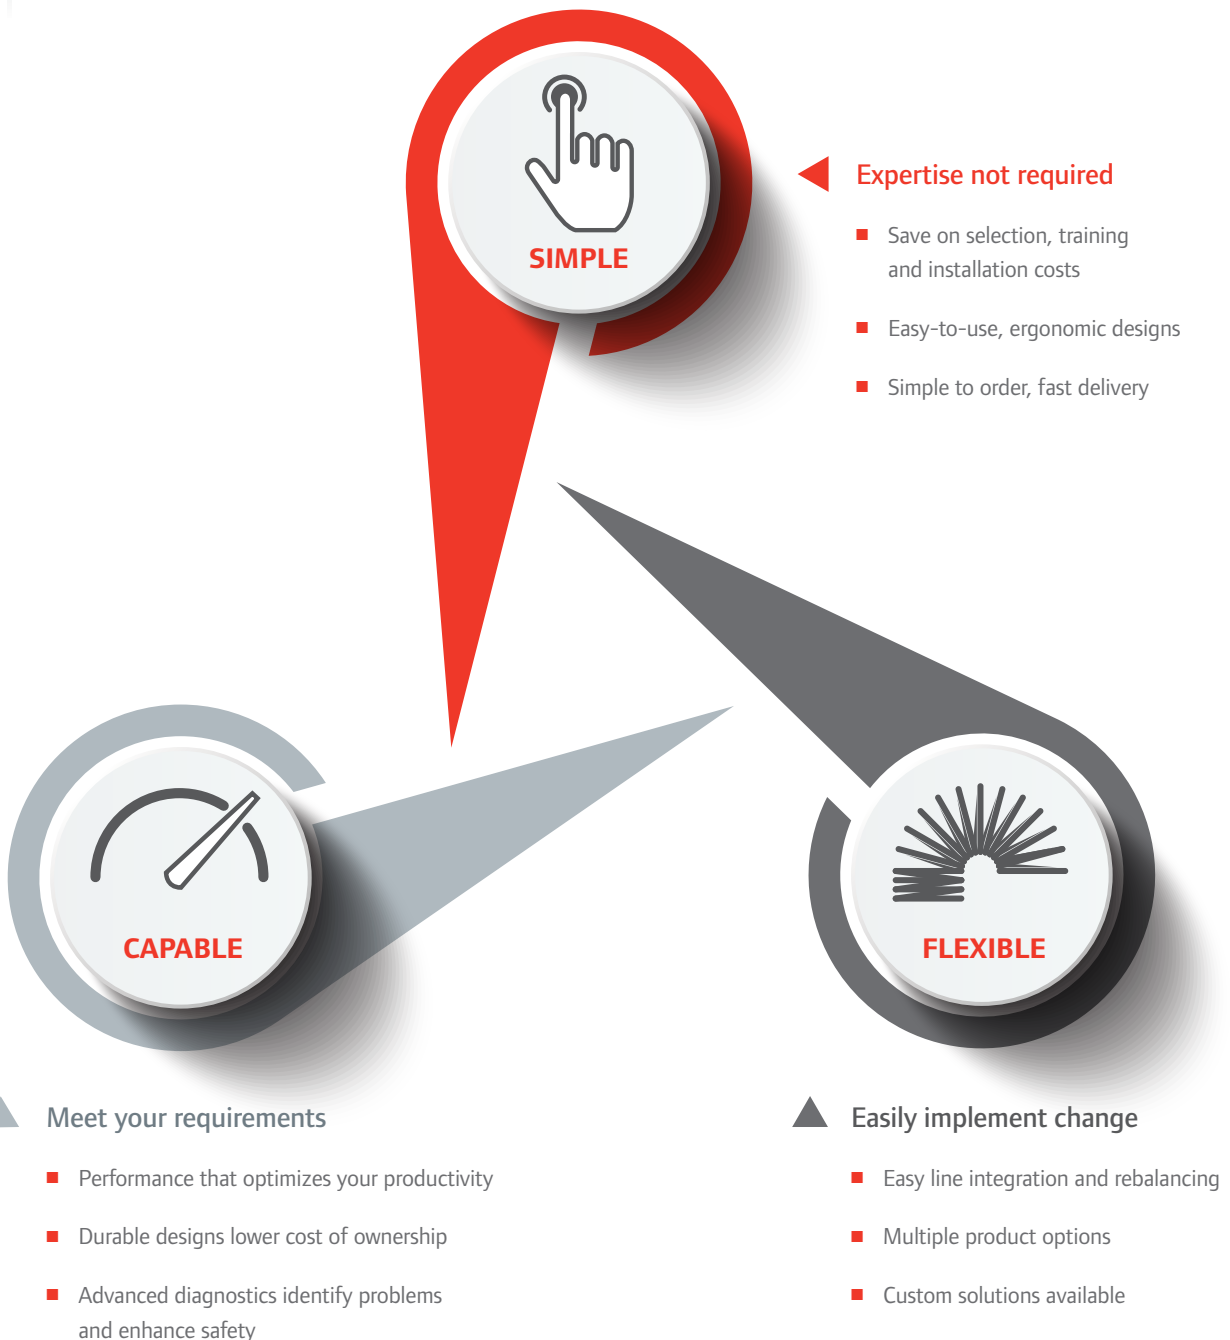 SIMPLE
Expertise not required
Save on selection, training
and installation costs
Easy-to-use, ergonomic designs
Simple to order, fast delivery
CAPABLE
FLEXIBLE
Meet your requirements
Performance that optimizes your productivity
Durable designs lower cost of ownership
Advanced diagnostics identify problems
and enhance safety
Easily implement change
Easy line integration and rebalancing
Multiple product options
Custom solutions available